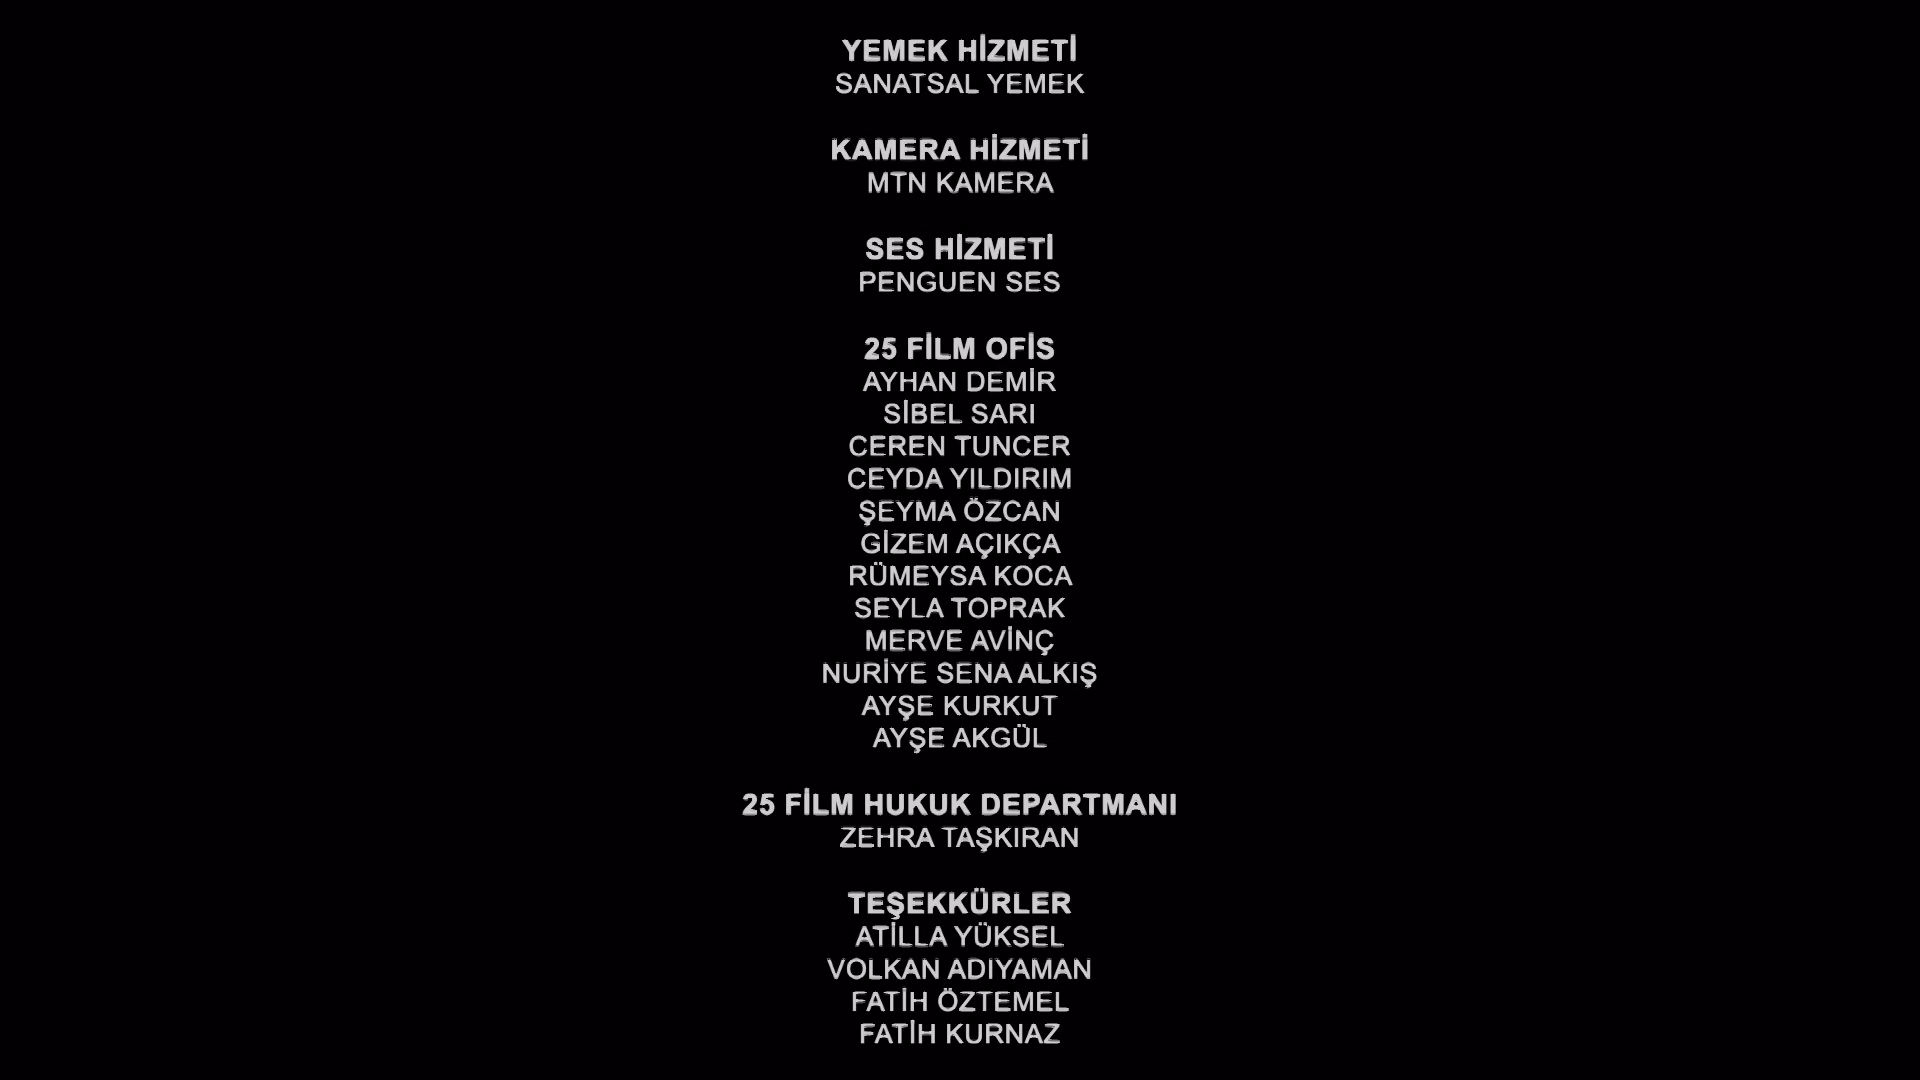 YEMEK HİZMETİ
SANATSAL YEMEK
KAMERA HİZMETİ
MTN KAMERA
SES HİZMETİ
PENGUEN SES
25 FİLM OFİS
AYHAN DEMİR
SİBEL SARI
CEREN TUNCER
CEYDA YILDIRIM
ŞEYMA ÖZCAN
GİZEM AÇIKÇA
RÜMEYSA KOCA
SEYLA TOPRAK
MERVE AVİNÇ
NURİYE SENA ALKIŞ
AYŞE KURKUT
AYŞE AKGÜL
25 FİLM HUKUK DEPARTMANI
ZEHRA TAŞKIRAN
TEŞEKKÜRLER
ATİLLA YÜKSEL
VOLKAN ADIYAMAN
FATİH ÖZTEMEL
FATİH KURNAZ